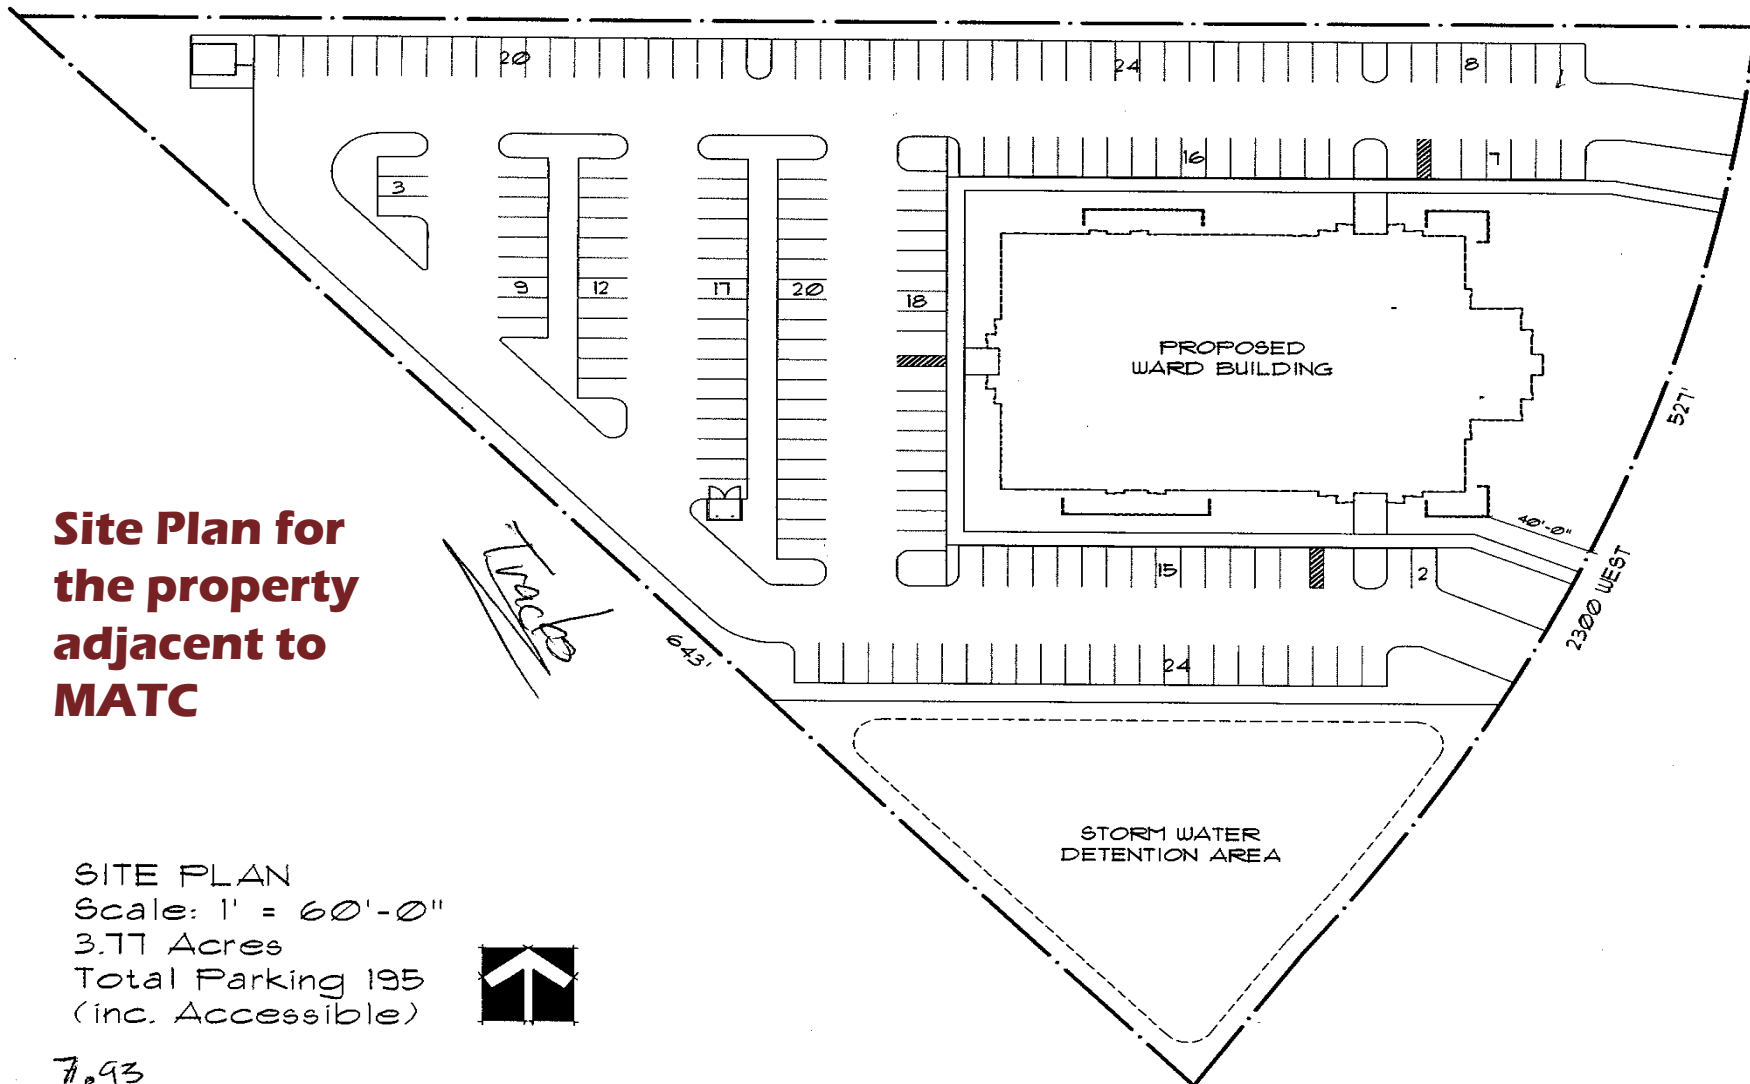 20
24
8
16
7
3
9
12
17
20
18
PROPOSED
WARD BUILDING
527'
40'-0"
2300 WEST
15
2
24
643'
Site Plan for
the property
adjacent to
MATC
STORM WATER
DETENTION AREA
SITE PLAN
Scale: 1' = 60'-0"
3.77 Acres
Total Parking 195
(inc. Accessible)
7.93